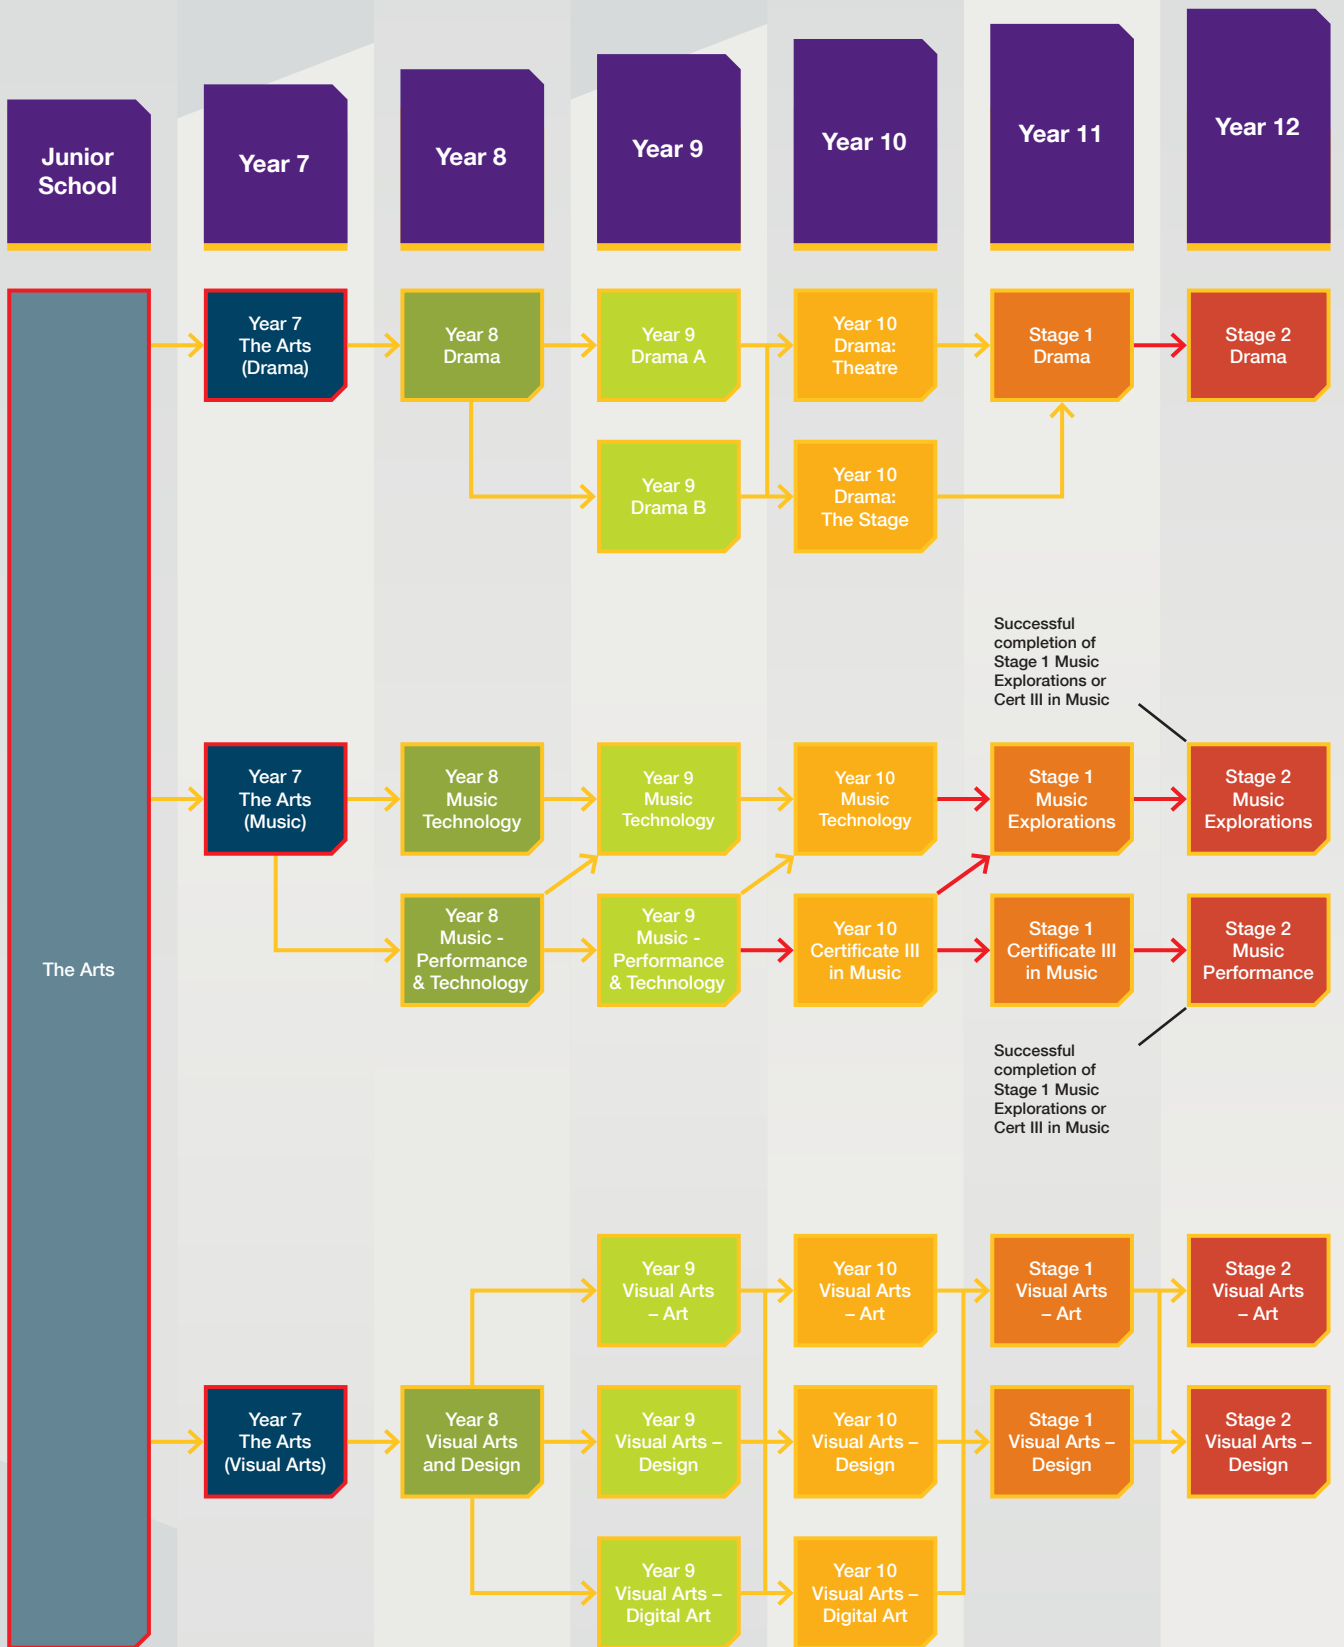 Junior
School
Year 7
Year 8
Year 9
Year 10
Year 11
Year 12
The Arts
Year 7
The Arts
(Drama)
Year 8
Drama
Year 9
Drama A
Year 10
Drama:
Theatre
Stage 1
Drama
Stage 2
Drama
Year 9
Drama B
Year 10
Drama:
The Stage
Successful
completion of
Stage 1 Music
Explorations or
Cert III in Music
Year 7
The Arts
(Music)
Year 8
Music
Technology
Year 9
Music
Technology
Year 10
Music
Technology
Stage 1
Music
Explorations
Stage 2
Music
Explorations
Year 8
Music -
Performance
& Technology
Year 9
Music -
Performance
& Technology
Year 10
Certificate III
in Music
Stage 1
Certificate III
in Music
Stage 2
Music
Performance
Successful
completion of
Stage 1 Music
Explorations or
Cert III in Music
Year 9
Visual Arts
– Art
Year 10
Visual Arts
– Art
Stage 1
Visual Arts
– Art
Stage 2
Visual Arts
– Art
Year 7
The Arts
(Visual Arts)
Year 8
Visual Arts
and Design
Year 9
Visual Arts –
Design
Year 10
Visual Arts –
Design
Stage 1
Visual Arts –
Design
Stage 2
Visual Arts –
Design
Year 9
Visual Arts –
Digital Art
Year 10
Visual Arts –
Digital Art